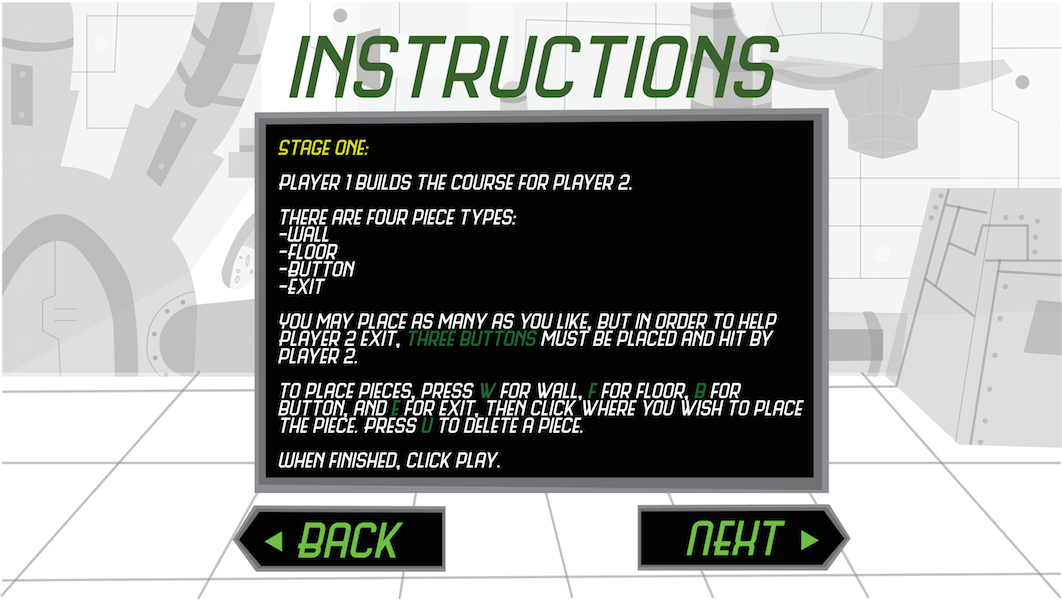 INSTRUCTIONS
STAGE ONE:
PLAYER 1 BUILDS THE COURSE FOR PLAYER 2.
THERE ARE FOUR PIECE TYPES:
-WALL
-FLOOR
-BUTTON
-EXIT
YOU MAY PLACE AS MANY AS YOU LIKE, BUT IN ORDER TO HELP
PLAYER 2 EXIT, THREE BUTTONS MUST BE PLACED AND HIT BY
PLAYER 2.
TO PLACE PIECES, PRESS W FOR WALL, F FOR FLOOR, B FOR
BUTTON, AND E FOR EXIT, THEN CLICK WHERE YOU WISH TO PLACE
THE PIECE. PRESS U TO DELETE A PIECE.
WHEN FINISHED, CLICK PLAY.
BACK
NEXT